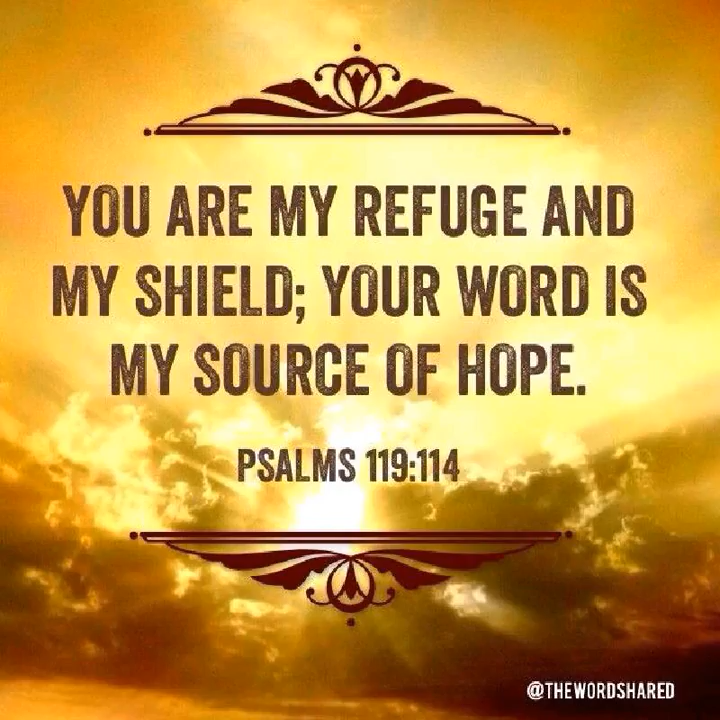 YOU ARE MY REFUGE AND
MY SHIELD; YOUR WORD IS
MY SOURCE OF HOPE.
PSALMS 119:114
@THEWORDSHARED